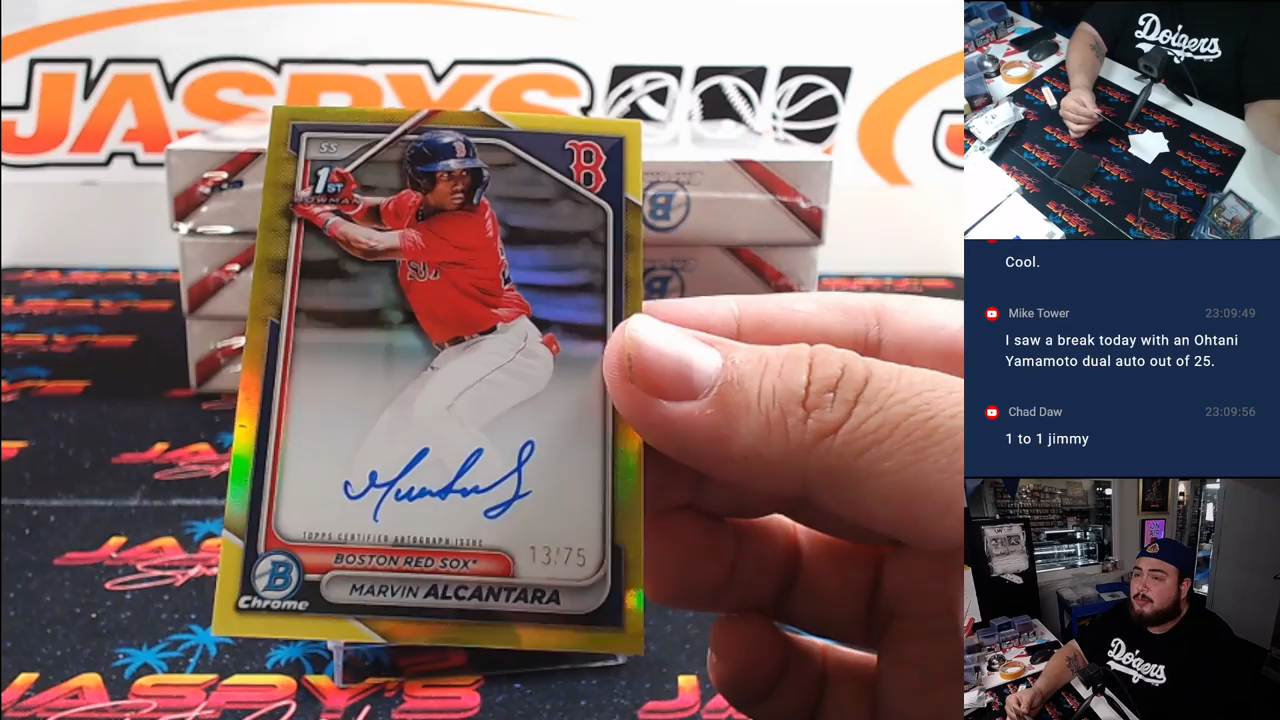 JASPYS
SS
1ST
BOWMAN
B
TOPPS CERTIFIED AUTOGRAPH ISSUE
13/75
BOSTON RED SOX
MARVIN ALCANTARA
B
Chrome
JASPY'S
Dodgers
Cool.
Mike Tower 23:09:49
I saw a break today with an Ohtani
Yamamoto dual auto out of 25.
Chad Daw 23:09:56
1 to 1 jimmy
Dodgers